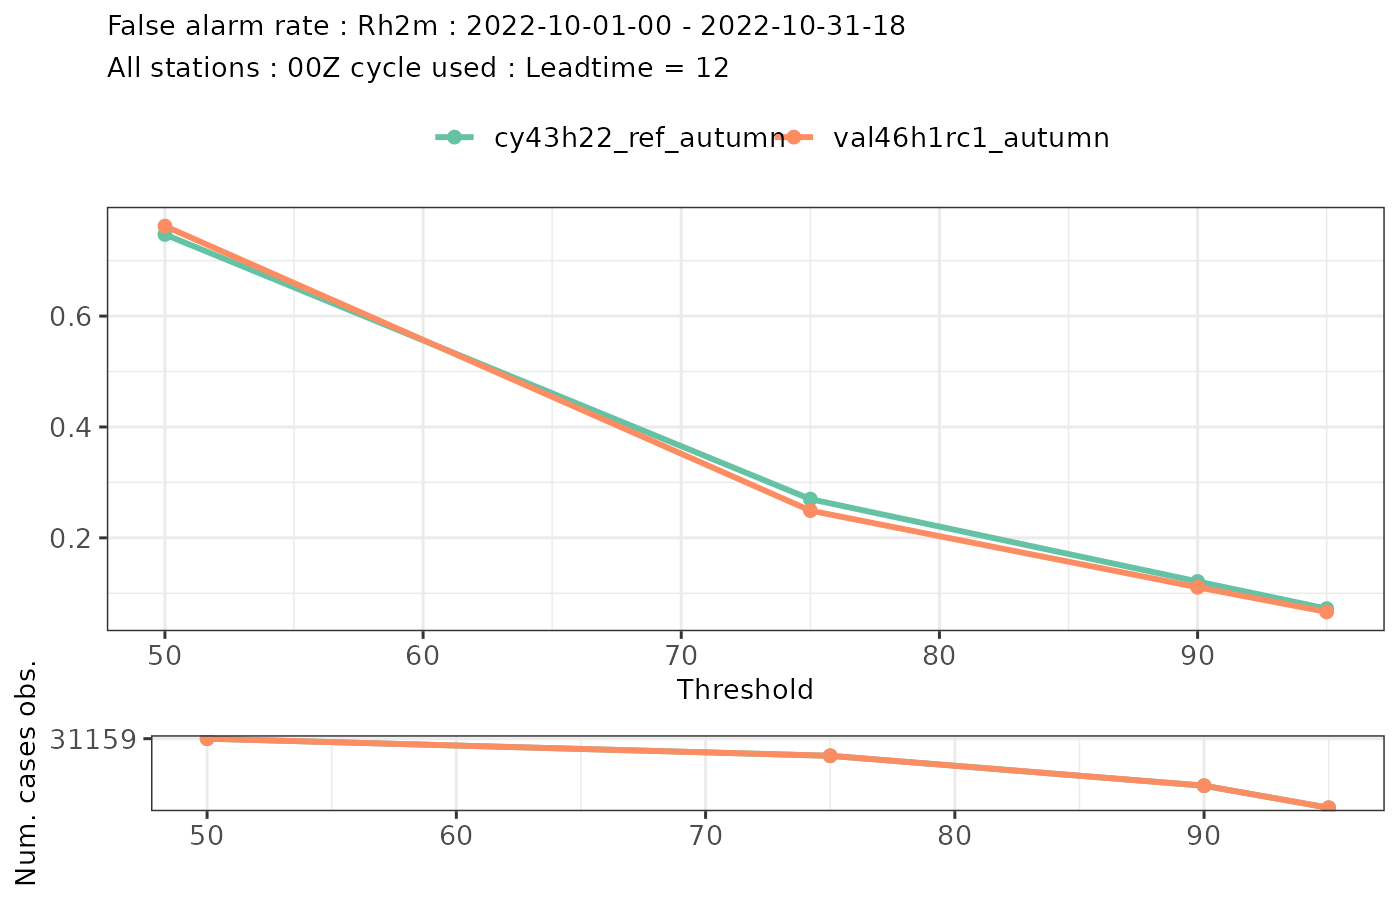 False alarm rate : Rh2m : 2022-10-01-00 - 2022-10-31-18
All stations : 00Z cycle used : Leadtime = 12
cy43h22_ref_autumn val46h1rc1_autumn
0.6
0.4
0.2
50 60 70 80 90
Threshold
Num. cases obs.
31159
50 60 70 80 90